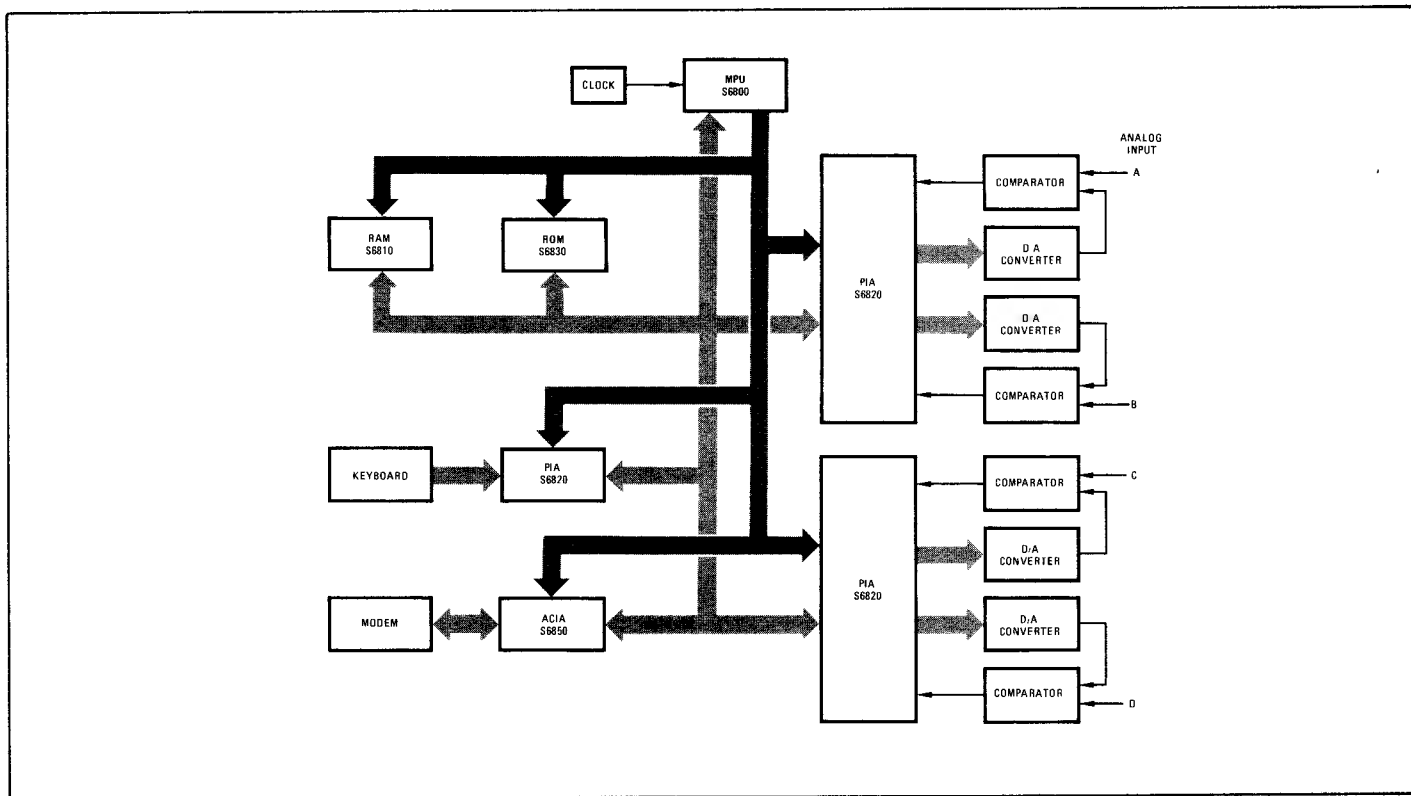 MPU
S6800
CLOCK
ANALOG
INPUT
COMPARATOR
A
RAM
S6810
ROM
S6830
D A
CONVERTER
PIA
S6820
D A
CONVERTER
COMPARATOR
B
KEYBOARD
PIA
S6820
COMPARATOR
C
D/A
CONVERTER
PIA
S6820
MODEM
ACIA
S6850
D/A
CONVERTER
COMPARATOR
D